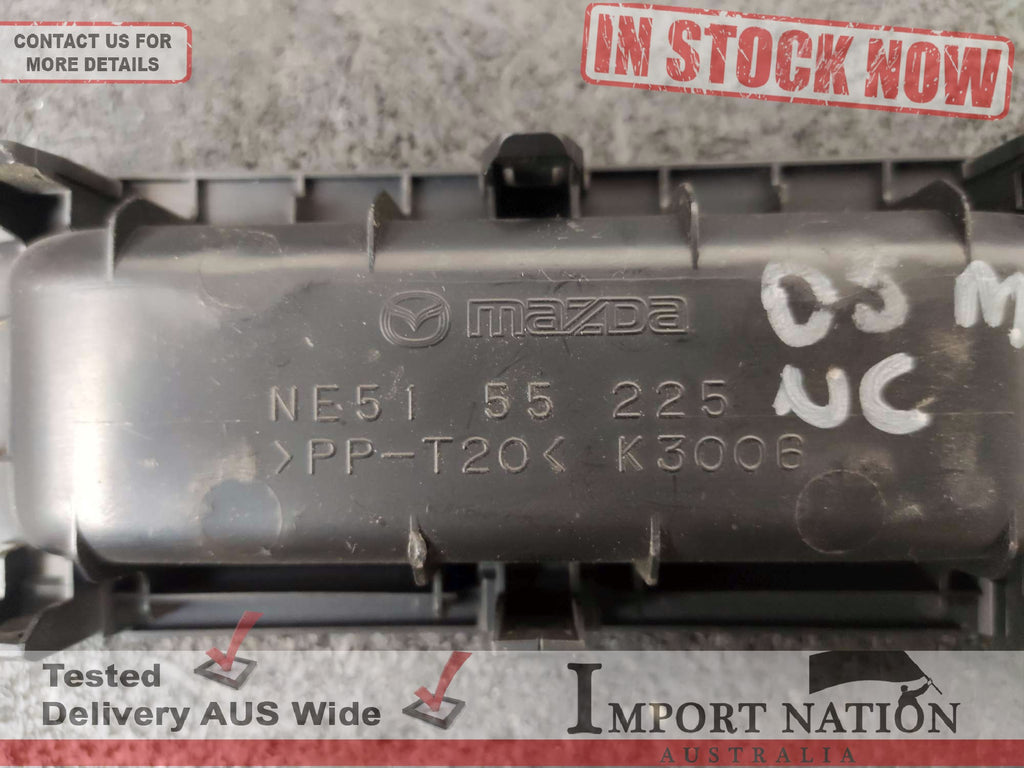 CONTACT US FOR
MORE DETAILS
IN STOCK NOW
mazda
05 M
NC
NE51 55 225
>PP-T20< K3006
Tested
Delivery AUS Wide
IMPORT NATION
AUSTRALIA